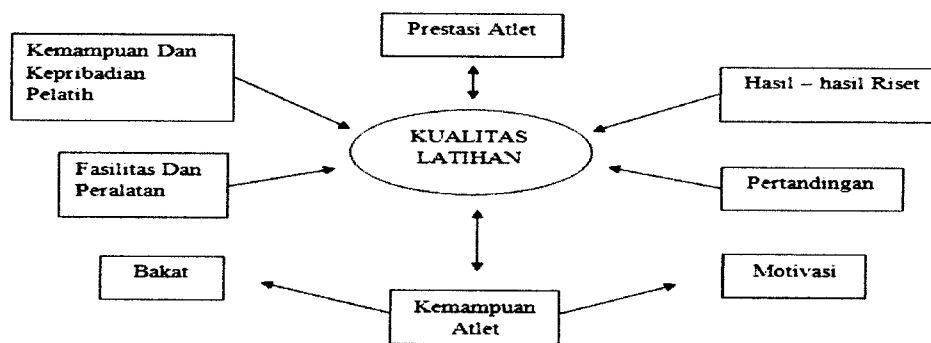 Prestasi Atlet
Kemampuan Dan
Kepribadian
Pelatih
Hasil – hasil Riset
KUALITAS
LATIHAN
Fasilitas Dan
Peralatan
Pertandingan
Bakat
Motivasi
Kemampuan
Atlet